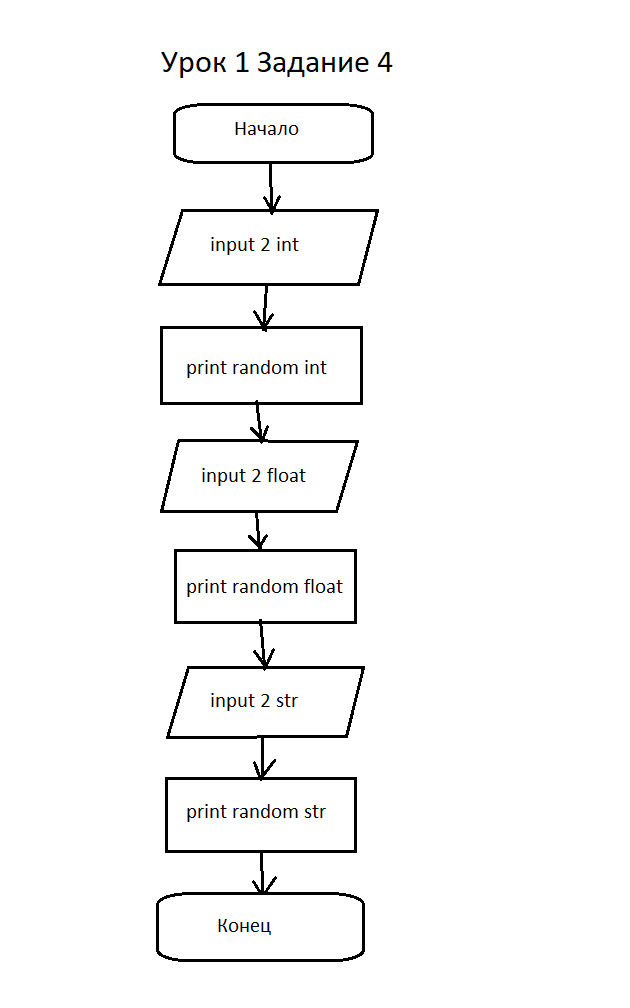 Урок 1 Задание 4
Начало
input 2 int
print random int
input 2 float
print random float
input 2 str
print random str
Конец